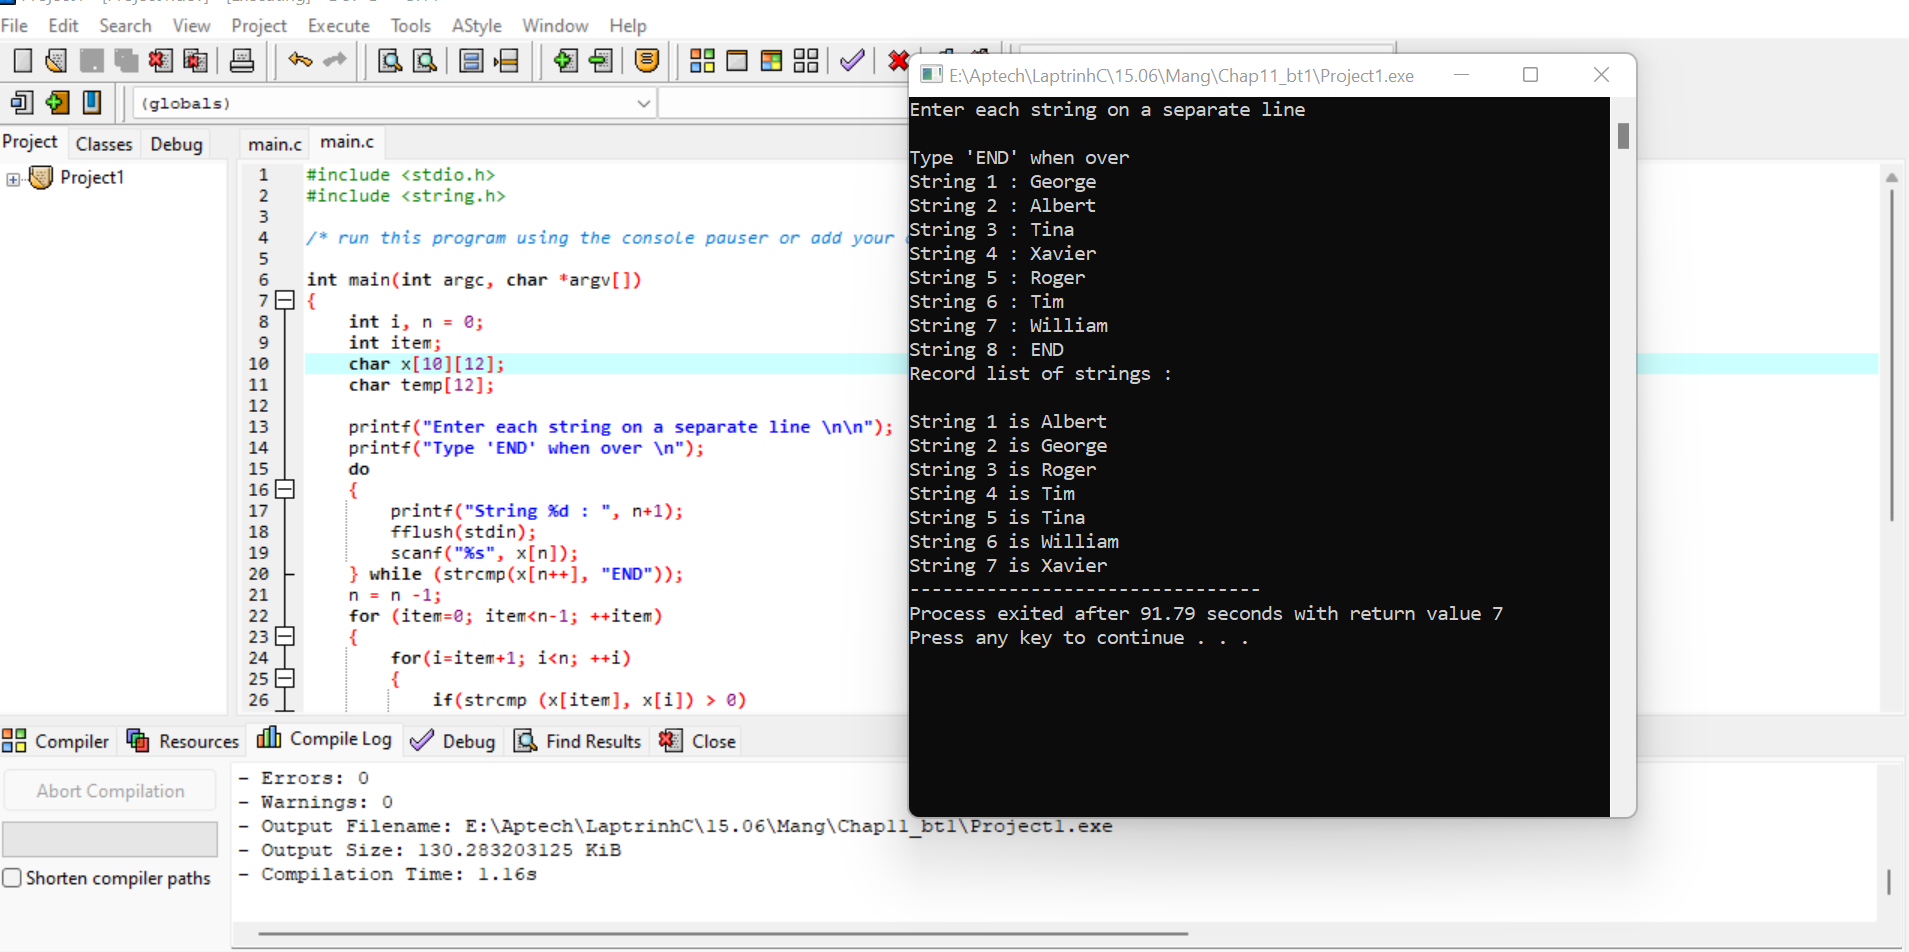 File Edit Search View Project Execute Tools AStyle Window Help
(globals)
Project Classes Debug
main.c main.c
Project1
1 #include <stdio.h>
2 #include <string.h>
3
4 /* run this program using the console pauser or add your
5
6 int main(int argc, char *argv[])
7 {
8 int i, n = 0;
9 int item;
10 char x[10][12];
11 char temp[12];
12
13 printf("Enter each string on a separate line \n\n");
14 printf("Type 'END' when over \n");
15 do
16 {
17 printf("String %d : ", n+1);
18 fflush(stdin);
19 scanf("%s", x[n]);
20 } while (strcmp(x[n++], "END"));
21 n = n -1;
22 for (item=0; item<n-1; ++item)
23 {
24 for(i=item+1; i<n; ++i)
25 {
26 if(strcmp (x[item], x[i]) > 0)
E:\Aptech\LaptrinhC\15.06\Mang\Chap11_bt1\Project1.exe
Enter each string on a separate line
Type 'END' when over
String 1 : George
String 2 : Albert
String 3 : Tina
String 4 : Xavier
String 5 : Roger
String 6 : Tim
String 7 : William
String 8 : END
Record list of strings :
String 1 is Albert
String 2 is George
String 3 is Roger
String 4 is Tim
String 5 is Tina
String 6 is William
String 7 is Xavier
--------------------------------
Process exited after 91.79 seconds with return value 7
Press any key to continue . . .
Compiler Resources Compile Log Debug Find Results Close
Abort Compilation
Shorten compiler paths
- Errors: 0
- Warnings: 0
- Output Filename: E:\Aptech\LaptrinhC\15.06\Mang\Chap11_bt1\Project1.exe
- Output Size: 130.283203125 KiB
- Compilation Time: 1.16s